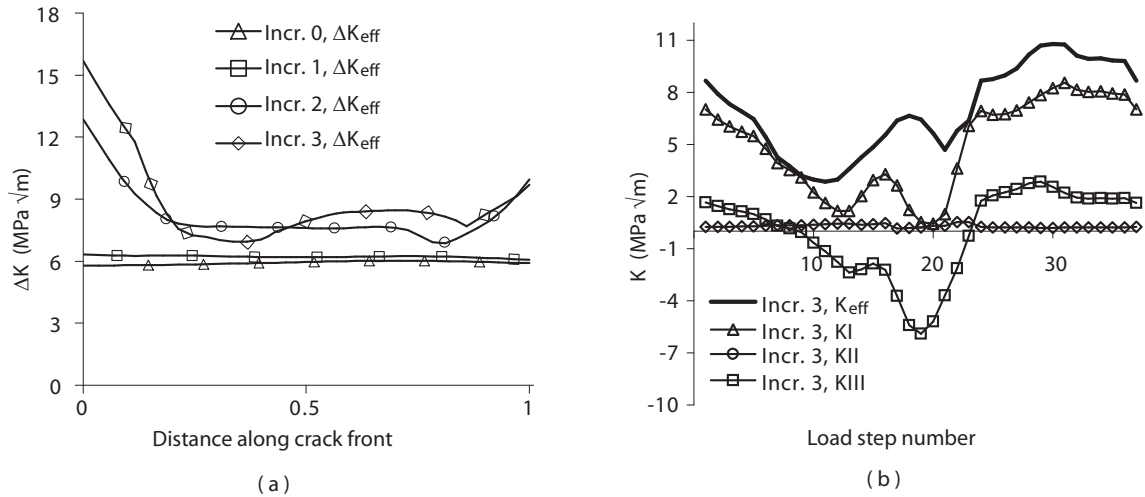 18
15
12
9
6
3
0
ΔK (MPa √m)
Incr. 0, ΔKeff
Incr. 1, ΔKeff
Incr. 2, ΔKeff
Incr. 3, ΔKeff
0
0.5
1
Distance along crack front
( a )
11
8
5
2
-1
-4
-7
-10
K (MPa √m)
10
20
30
Incr. 3, Keff
Incr. 3, KI
Incr. 3, KII
Incr. 3, KIII
Load step number
( b )